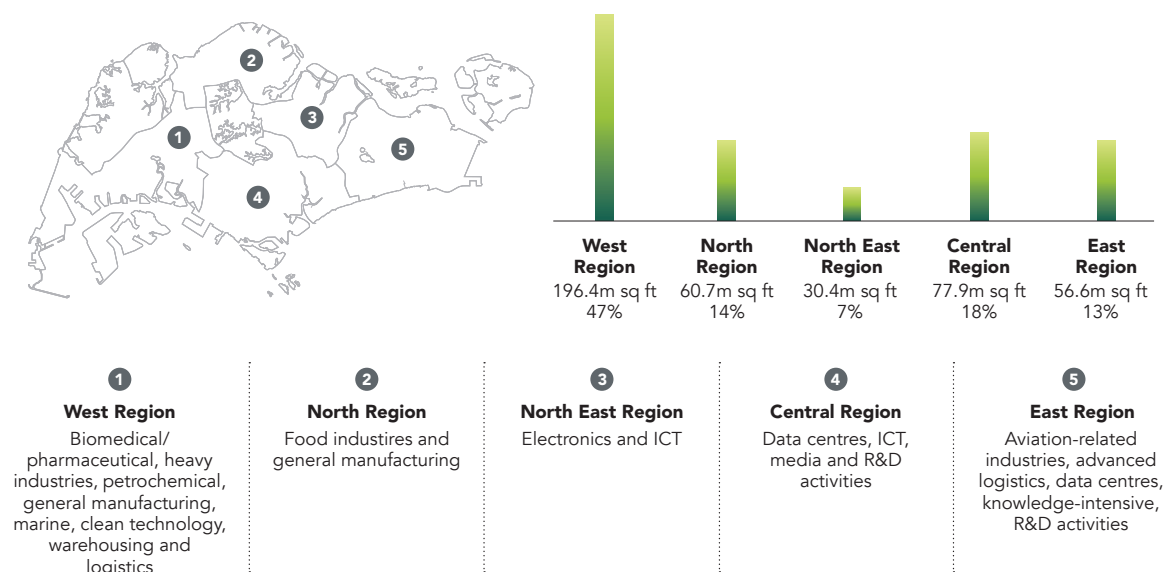 2
3
1
5
4
West
Region
196.4m sq ft
47%
North
Region
60.7m sq ft
14%
North East
Region
30.4m sq ft
7%
Central
Region
77.9m sq ft
18%
East
Region
56.6m sq ft
13%
1
West Region
Biomedical/
pharmaceutical, heavy
industries, petrochemical,
general manufacturing,
marine, clean technology,
warehousing and
logistics
2
North Region
Food industires and
general manufacturing
3
North East Region
Electronics and ICT
4
Central Region
Data centres, ICT,
media and R&D
activities
5
East Region
Aviation-related
industries, advanced
logistics, data centres,
knowledge-intensive,
R&D activities